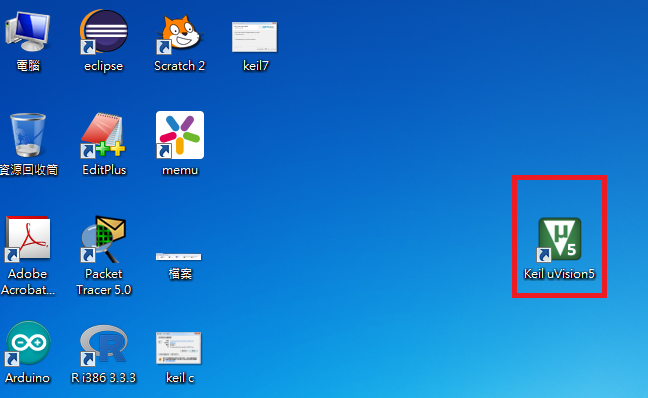 電腦
eclipse
Scratch 2
keil7
資源回收筒
EditPlus
memu
μ
V5
Keil uVision5
Adobe
Acrobat...
Packet
Tracer 5.0
檔案
Arduino
R
R i386 3.3.3
keil c